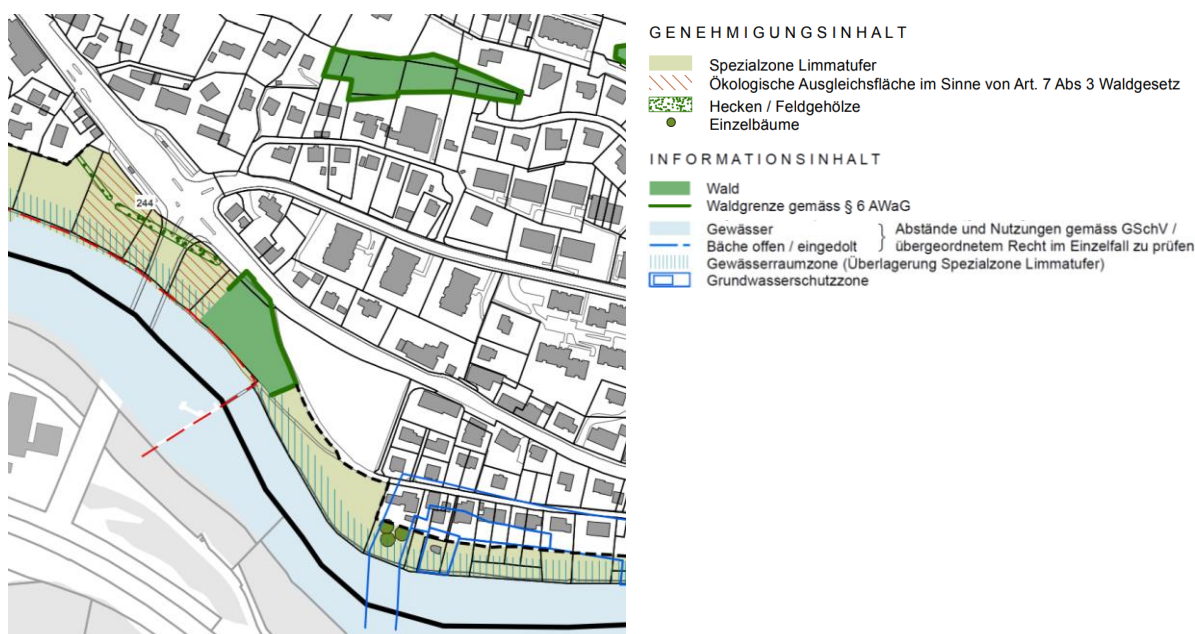 GENEHMIGUNGSINHALT
Spezialzone Limmatufer
Ökologische Ausgleichsfläche im Sinne von Art. 7 Abs 3 Waldgesetz
Hecken / Feldgehölze
Einzelbäume
INFORMATIONSINHALT
Wald
Waldgrenze gemäss § 6 AWaG
Gewässer
Bäche offen / eingedolt
} Abstände und Nutzungen gemäss GSchV /
übergeordnetem Recht im Einzelfall zu prüfen
Gewässerraumzone (Überlagerung Spezialzone Limmatufer)
Grundwasserschutzzone
244